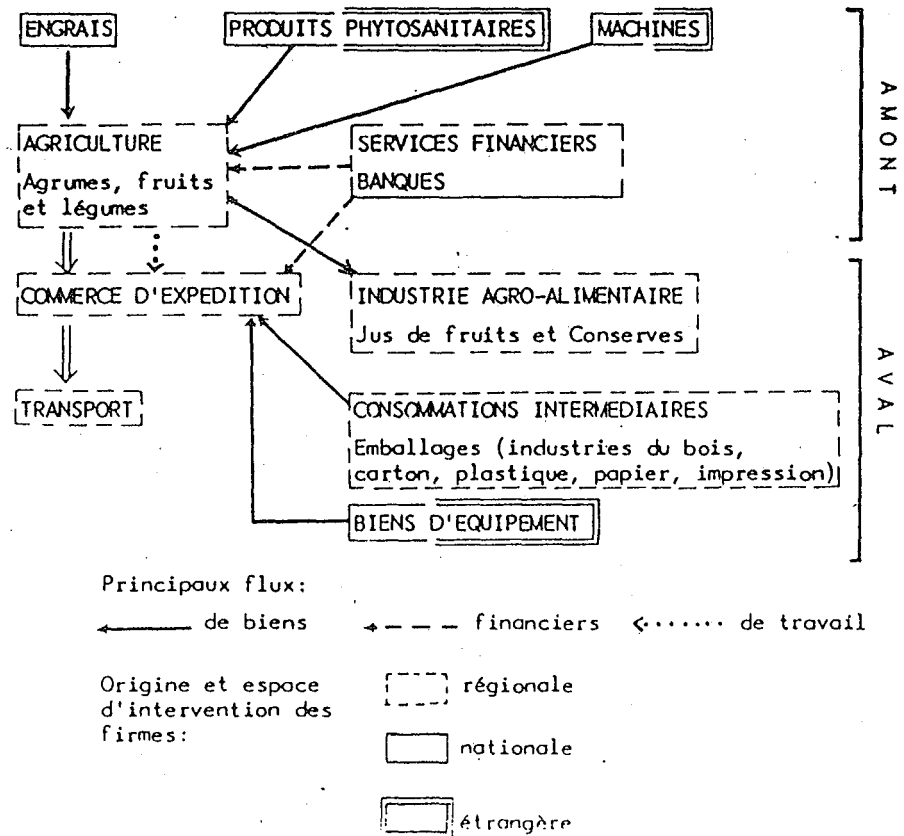 ENGRAIS
PRODUITS PHYTOSANITAIRES
MACHINES
AMONT
AGRICULTURE
Agrumes, fruits
et légumes
SERVICES FINANCIERS
BANQUES
COMMERCE D'EXPEDITION
INDUSTRIE AGRO-ALIMENTAIRE
Jus de fruits et Conserves
AVAL
TRANSPORT
CONSOMMATIONS INTERMEDIAIRES
Emballages (industries du bois,
carton, plastique, papier, impression)
BIENS D'EQUIPEMENT
Principaux flux:
de biens
financiers
de travail
Origine et espace
d'intervention des
firmes:
régionale
nationale
étrangère